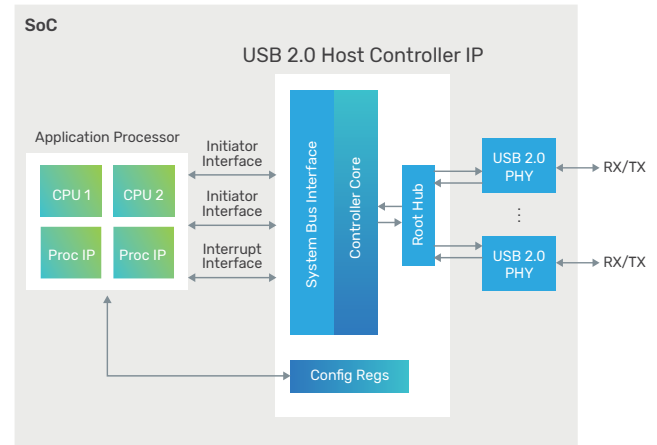 SoC
USB 2.0 Host Controller IP
Application Processor
CPU 1
CPU 2
Proc IP
Proc IP
Initiator
Interface
Initiator
Interface
Interrupt
Interface
System Bus Interface
Controller Core
Root Hub
USB 2.0
PHY
RX/TX
⋮
USB 2.0
PHY
RX/TX
Config Regs